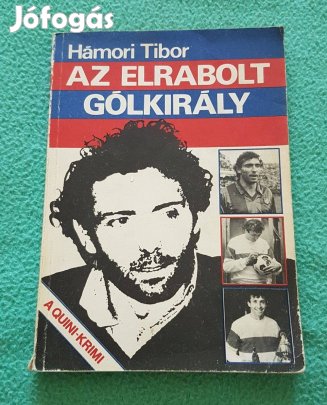 Jófogás
Hámori Tibor
AZ ELRABOLT
GÓLKIRÁLY
A QUINI-KRIMI